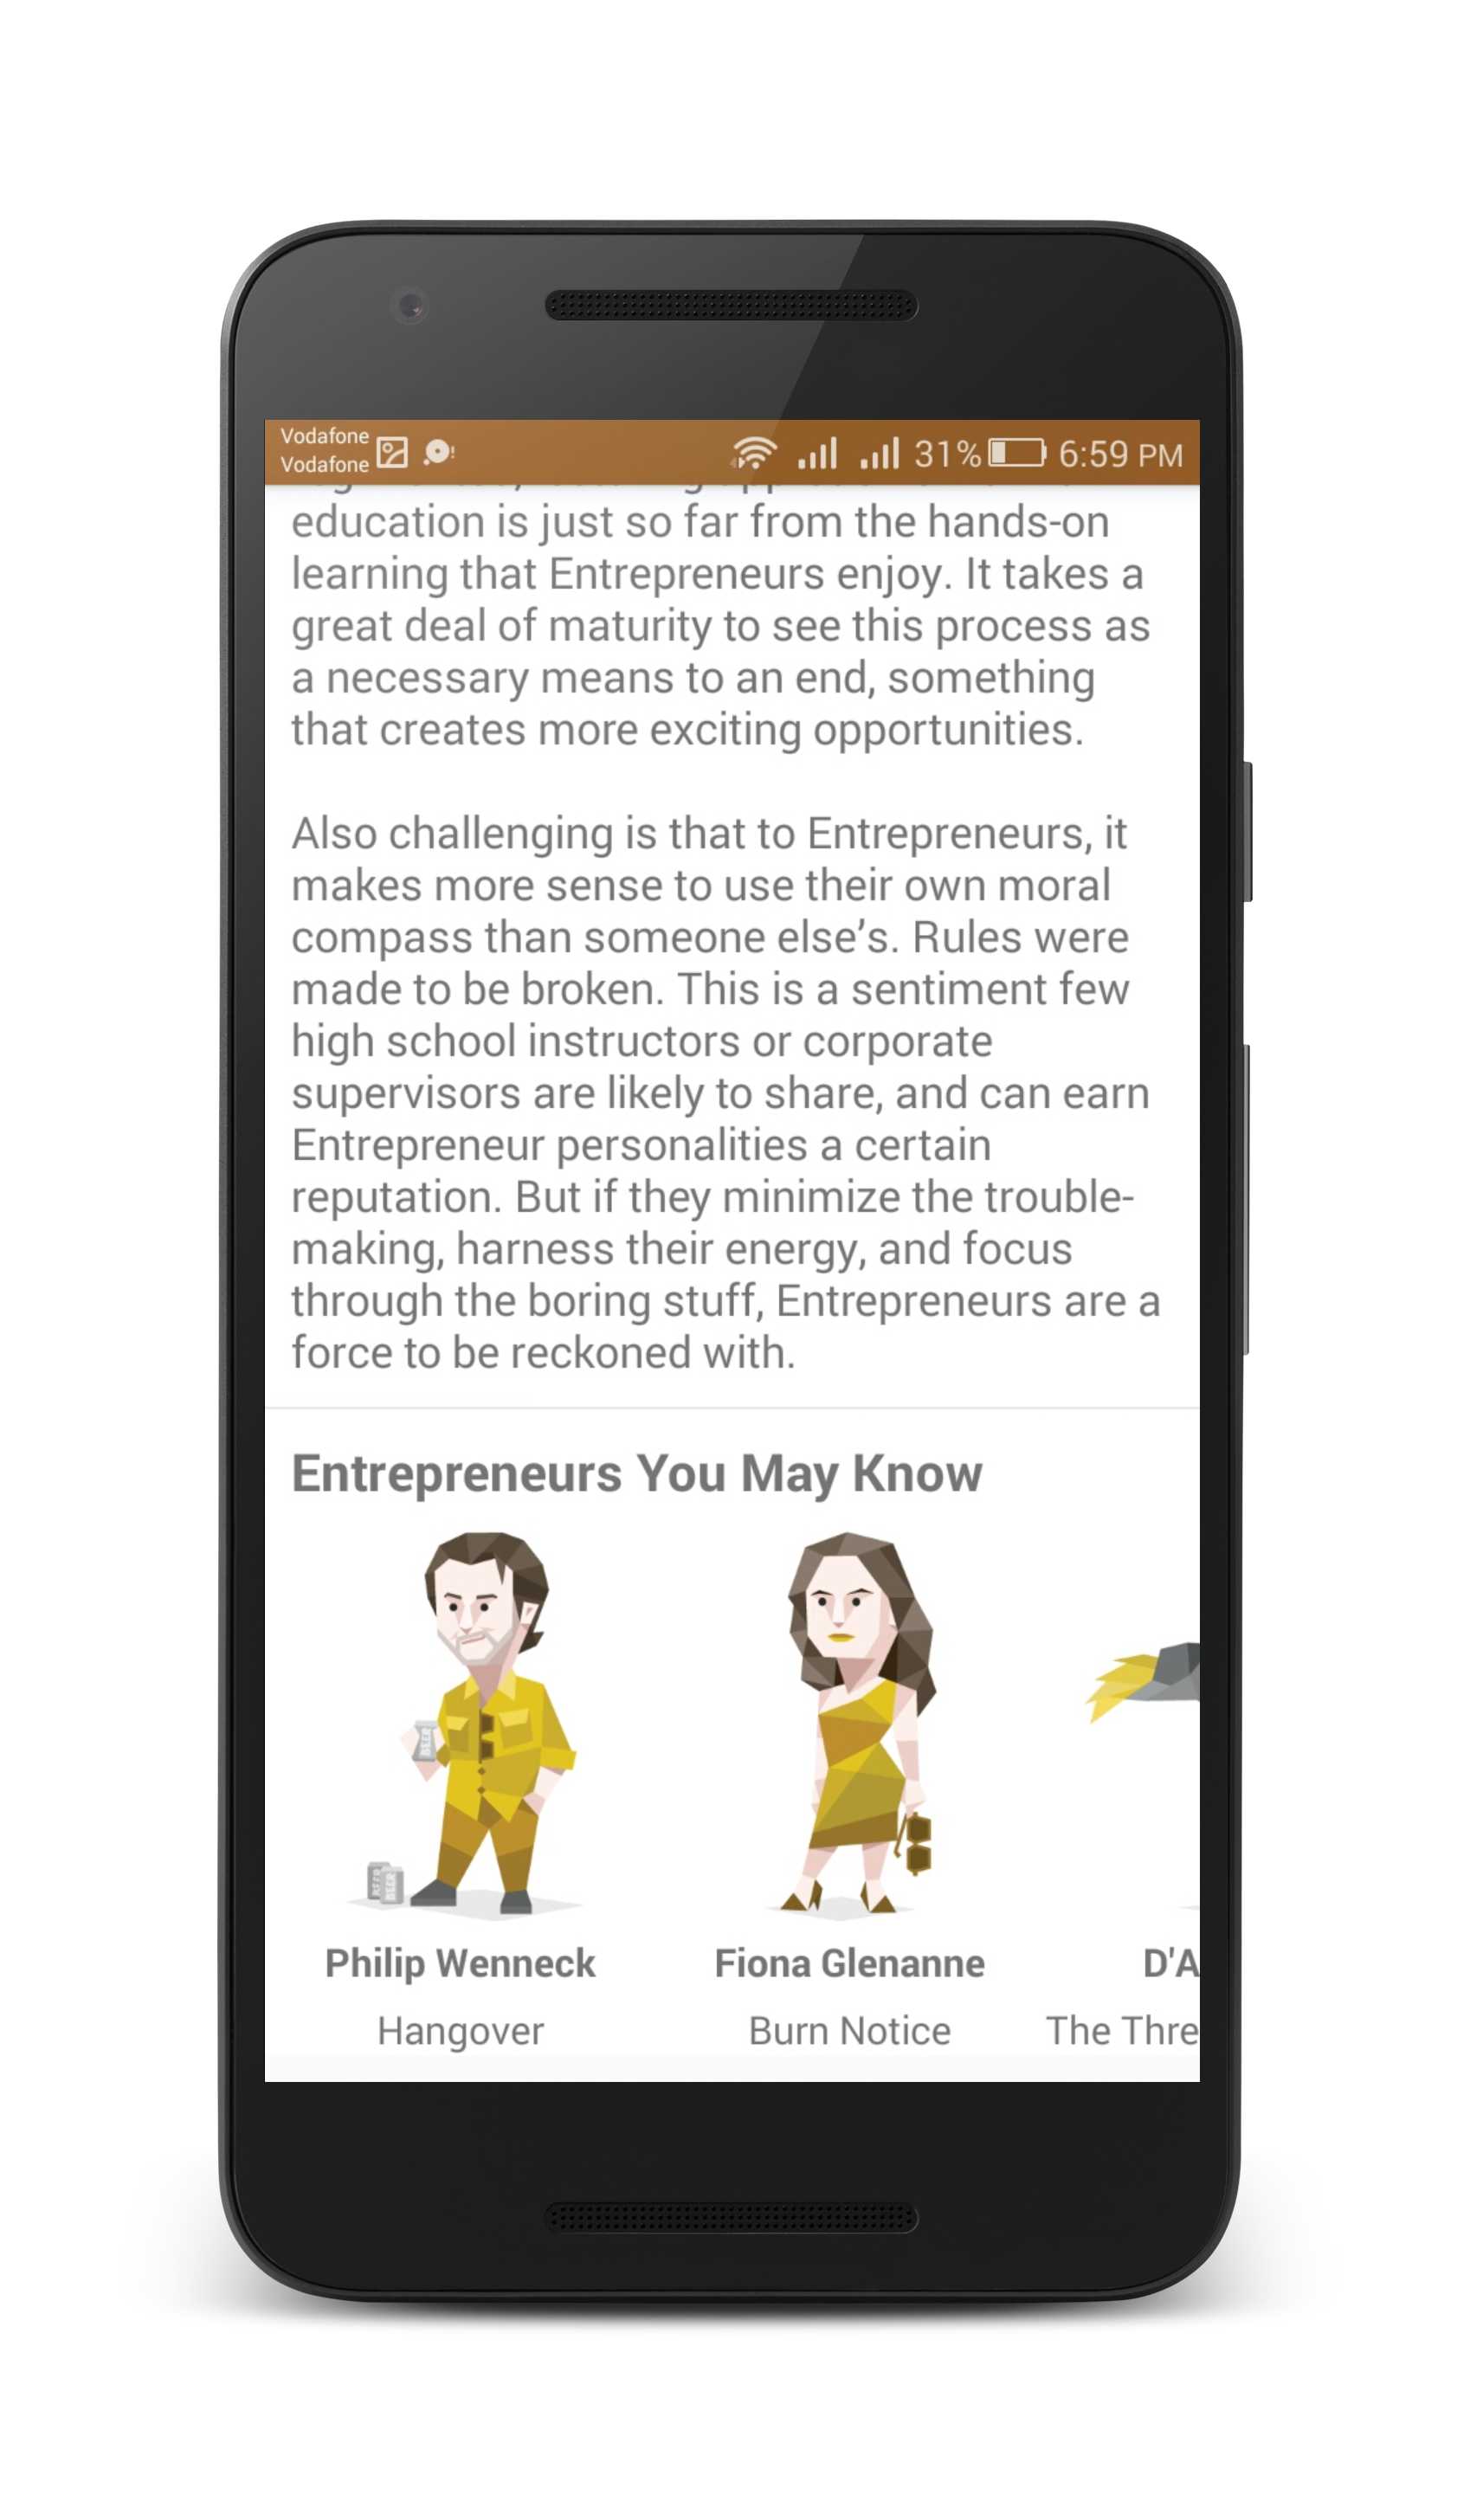 Vodafone
Vodafone
31% 6:59 PM
education is just so far from the hands-on
learning that Entrepreneurs enjoy. It takes a
great deal of maturity to see this process as
a necessary means to an end, something
that creates more exciting opportunities.
Also challenging is that to Entrepreneurs, it
makes more sense to use their own moral
compass than someone else’s. Rules were
made to be broken. This is a sentiment few
high school instructors or corporate
supervisors are likely to share, and can earn
Entrepreneur personalities a certain
reputation. But if they minimize the trouble-
making, harness their energy, and focus
through the boring stuff, Entrepreneurs are a
force to be reckoned with.
Entrepreneurs You May Know
BEER
BEER
BEER
Philip Wenneck Fiona Glenanne D'A
Hangover Burn Notice The Thre